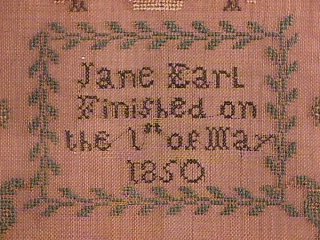 Jane Earl
Finished on
the 1st of May
1850